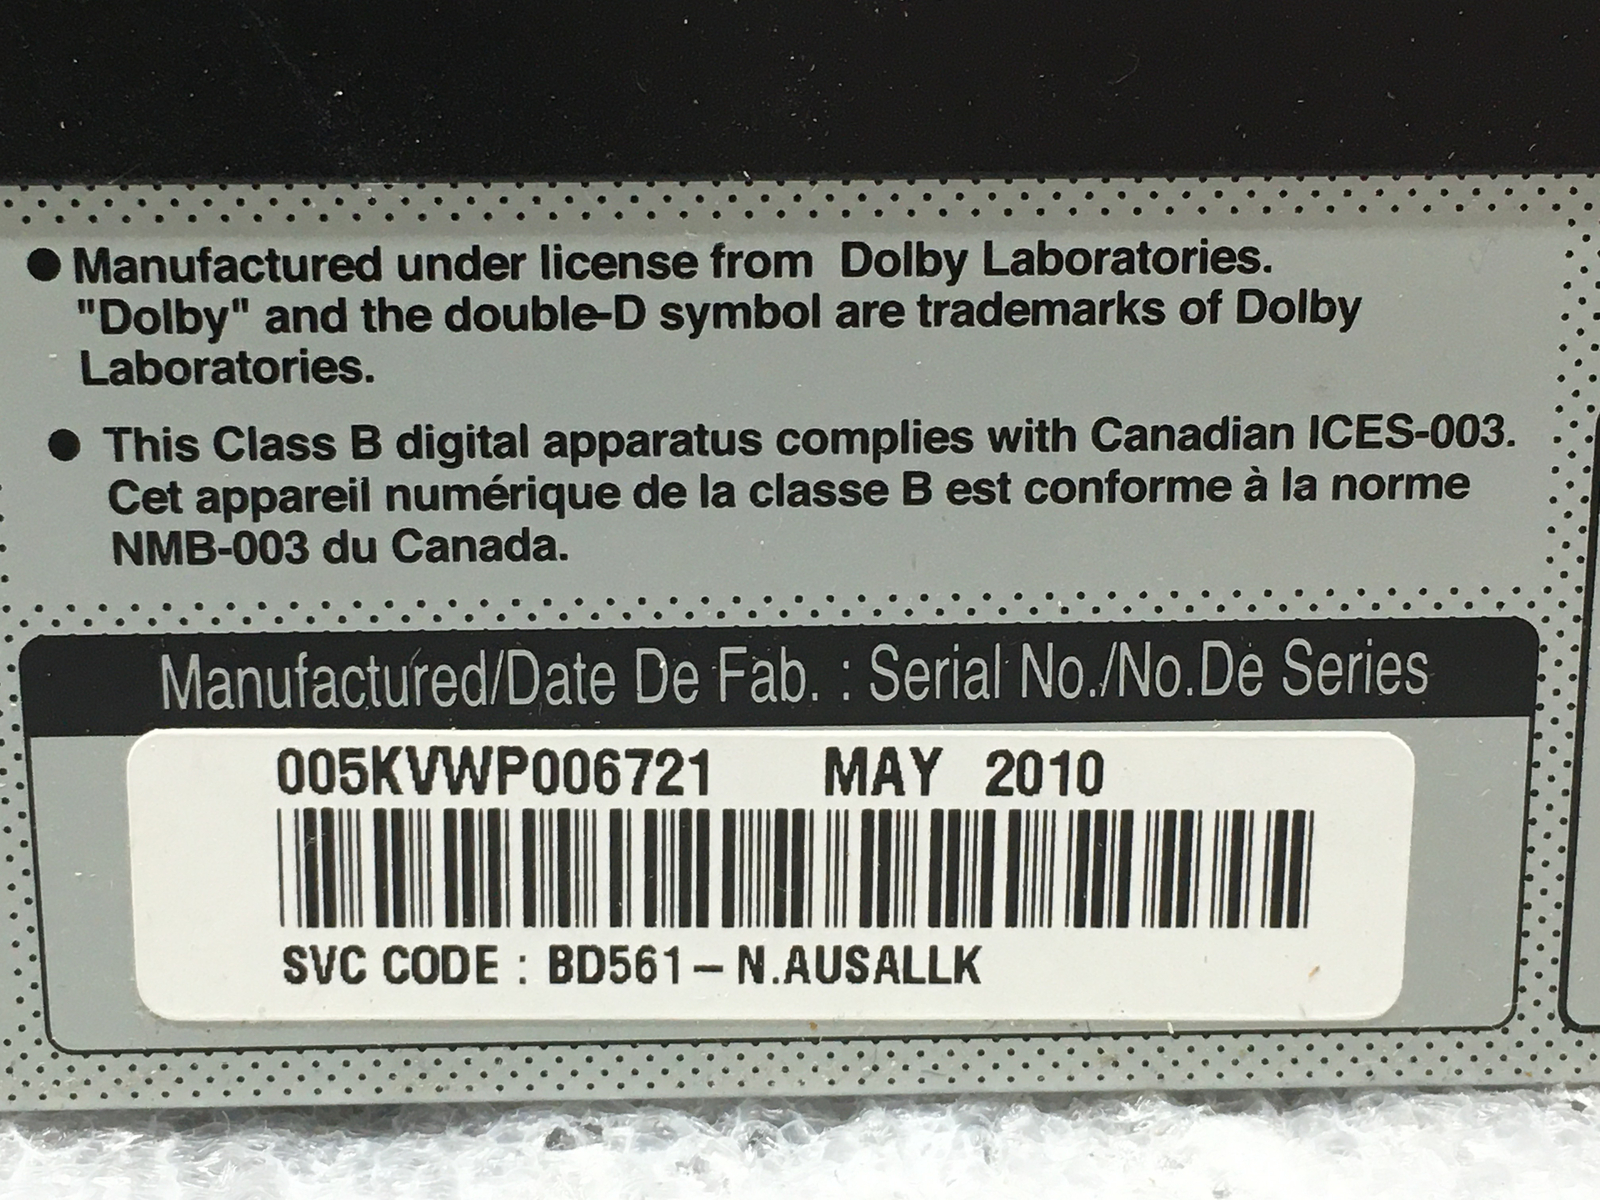 ● Manufactured under license from Dolby Laboratories.
"Dolby" and the double-D symbol are trademarks of Dolby
Laboratories.
● This Class B digital apparatus complies with Canadian ICES-003.
Cet appareil numérique de la classe B est conforme à la norme
NMB-003 du Canada.
Manufactured/Date De Fab. : Serial No./No.De Series
005KVWP006721 MAY 2010
SVC CODE : BD561-N.AUSALLK